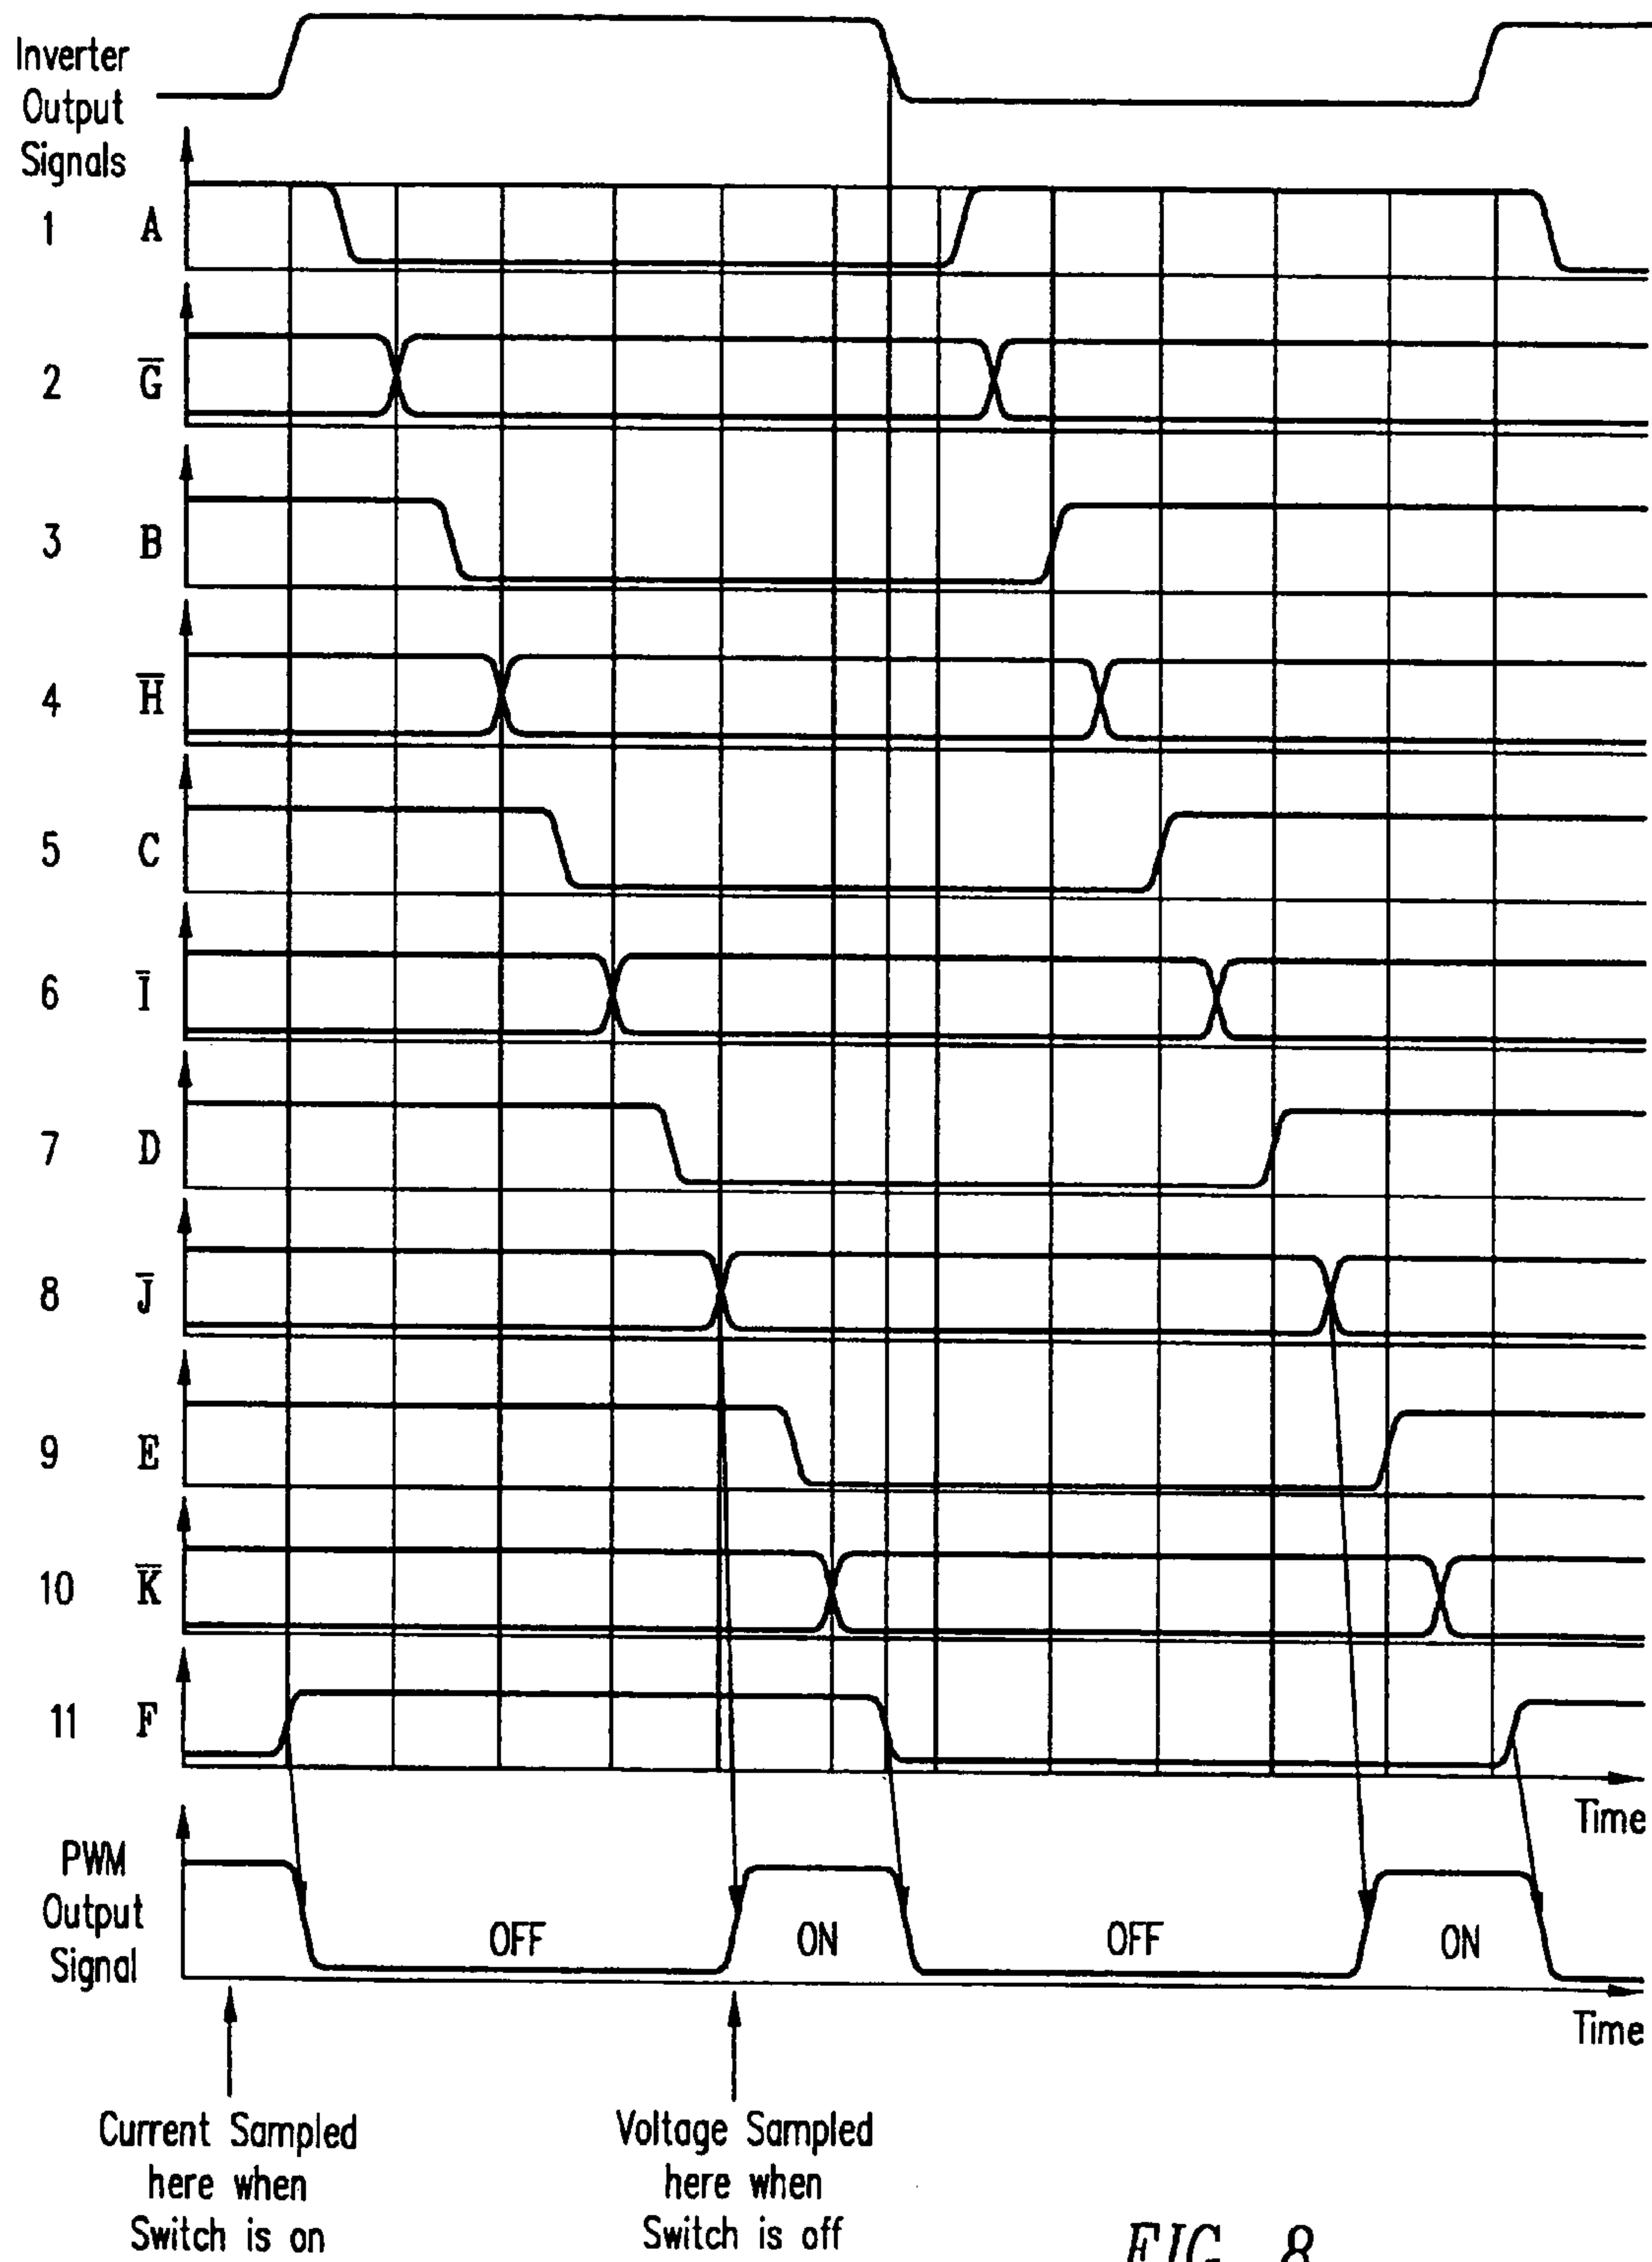 Inverter
Output
Signals
1 A
2 G̅
3 B
4 H̅
5 C
6 I̅
7 D
8 J̅
9 E
10 K̅
11 F
Time
PWM
Output
Signal
OFF ON OFF ON
Time
Current Sampled
here when
Switch is on
Voltage Sampled
here when
Switch is off
FIG. 8